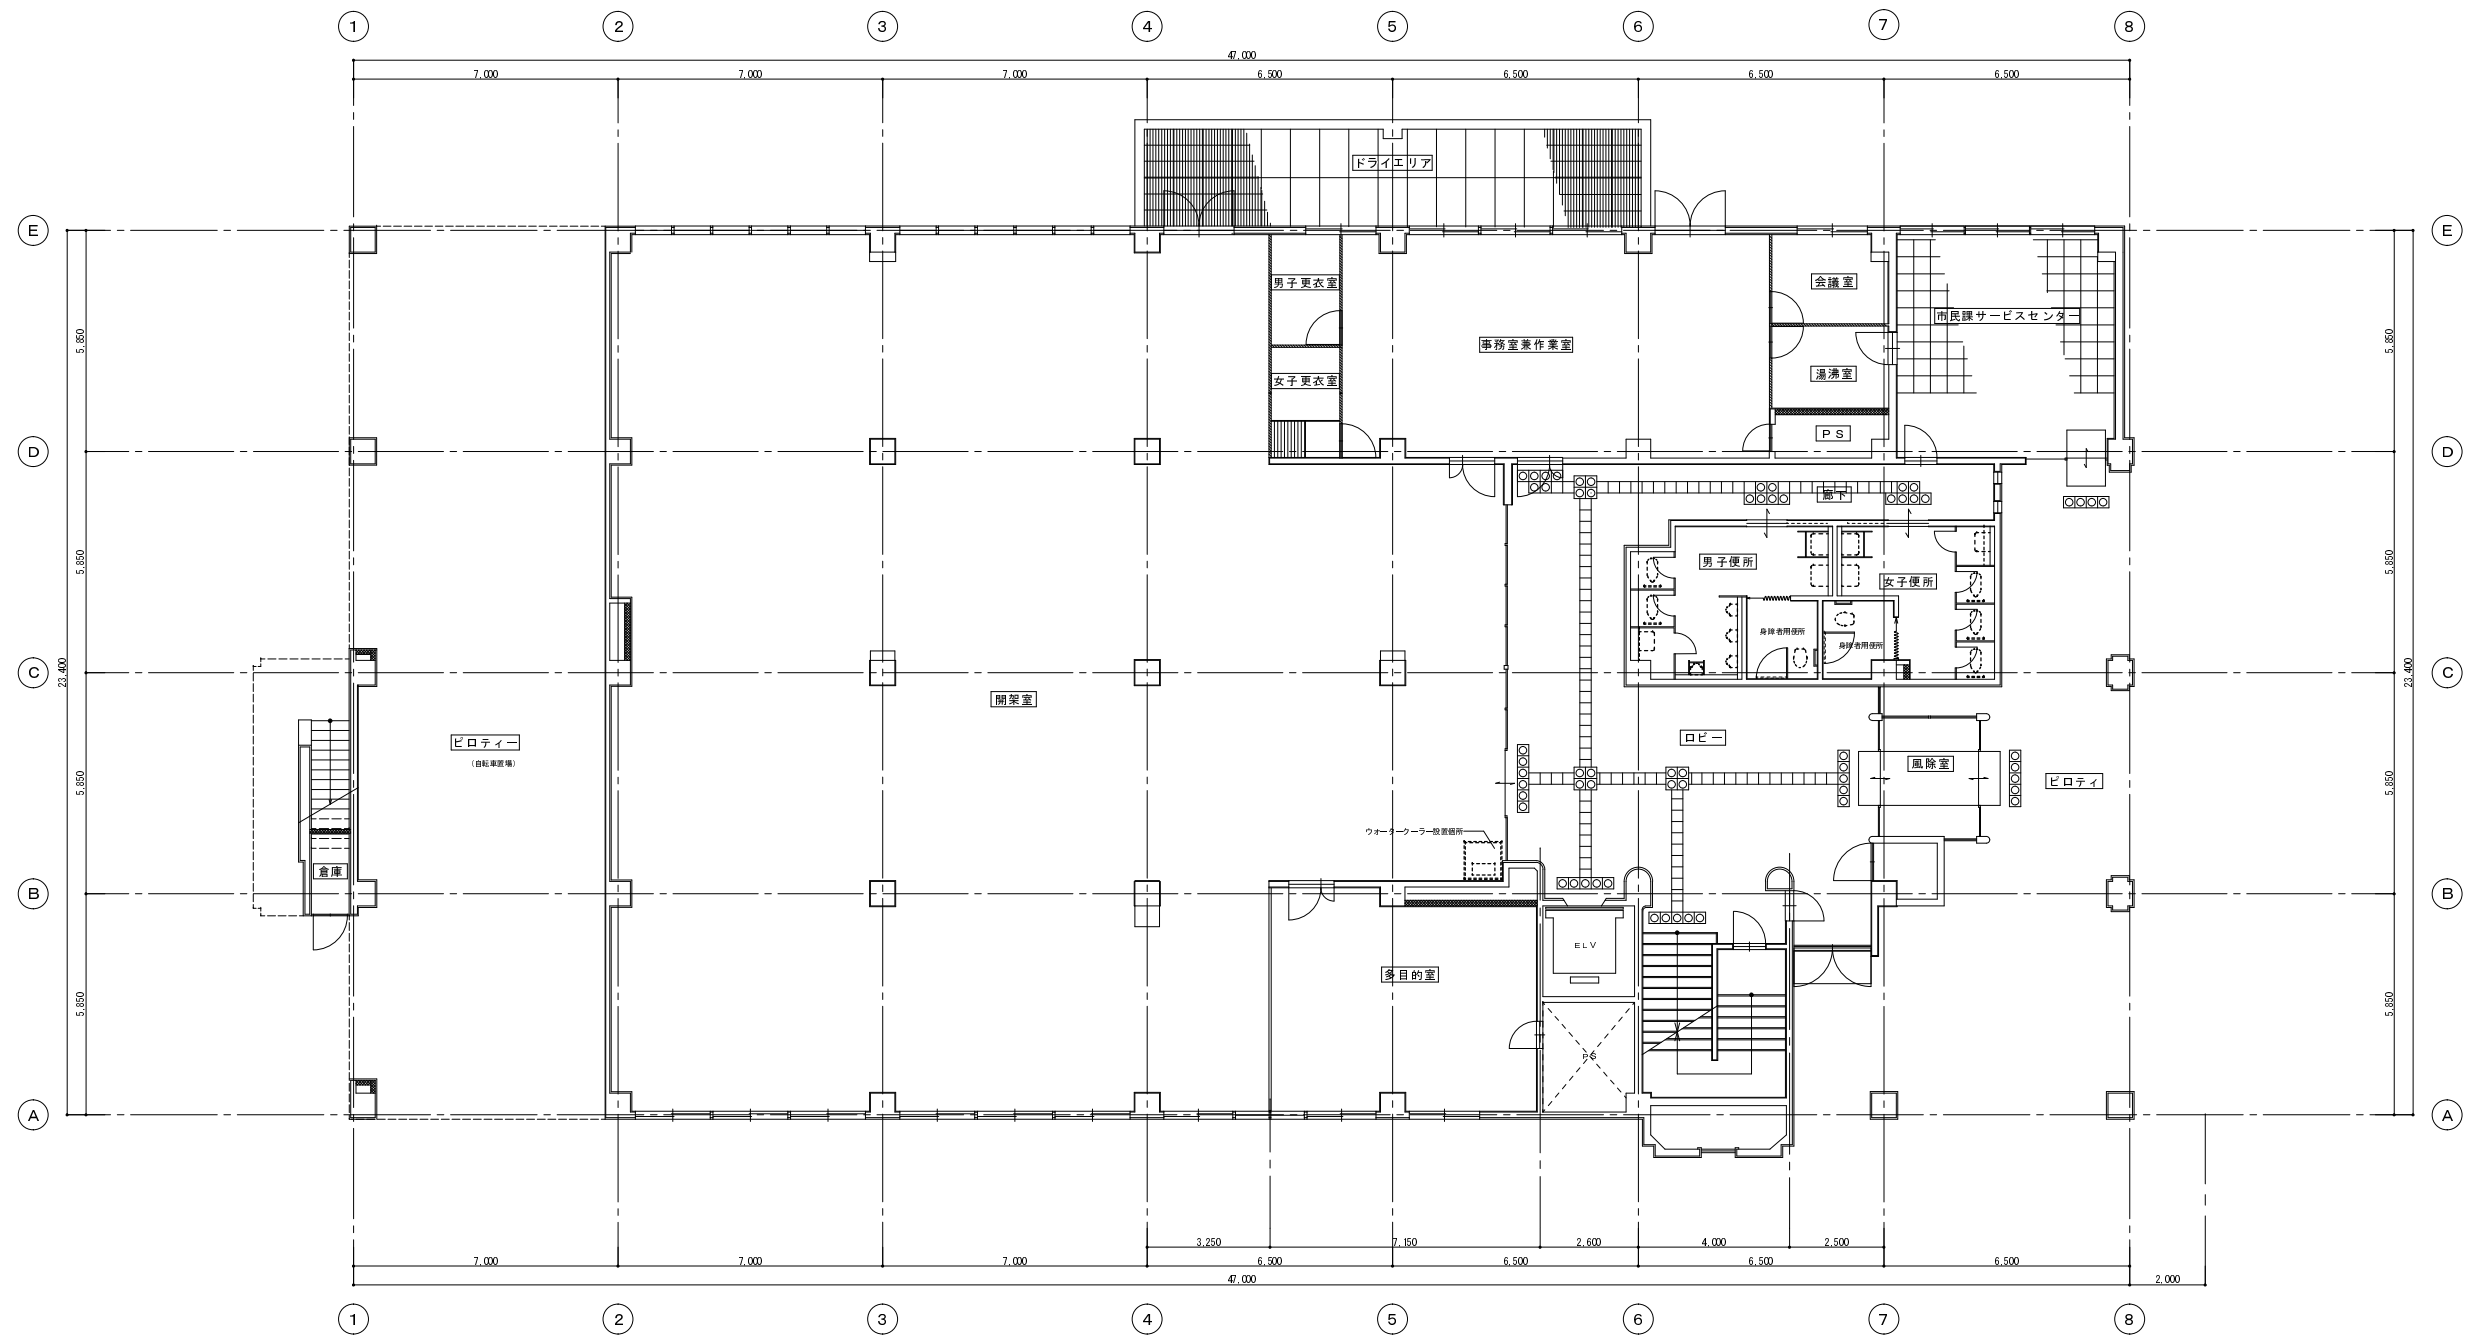 1 2 3 4 5 6 7 8
47,000
7,000 7,000 7,000 6,500 6,500 6,500 6,500
ドライエリア
E E
男子更衣室
会議室
市民課サービスセンター
5,850 5,850
事務室兼作業室
女子更衣室
湯沸室
PS
D D
廊下
5,850 5,850
男子便所
女子便所
身障者用便所
身障者用便所
C C
23,400 23,400
開架室
ピロティー
(自転車置場)
ロビー
風除室
ピロティ
5,850 5,850
ウォータークーラー設置個所
倉庫
B B
ELV
多目的室
5,850 5,850
PS
A A
3,250 7,150 2,600 4,000 2,500
7,000 7,000 7,000 6,500 6,500 6,500 6,500
47,000 2,000
1 2 3 4 5 6 7 8